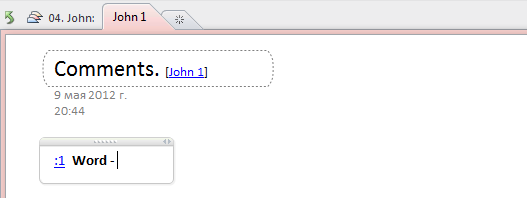 04. John: John 1
Comments. [John 1]
9 мая 2012 г.
20:44
:1 Word -